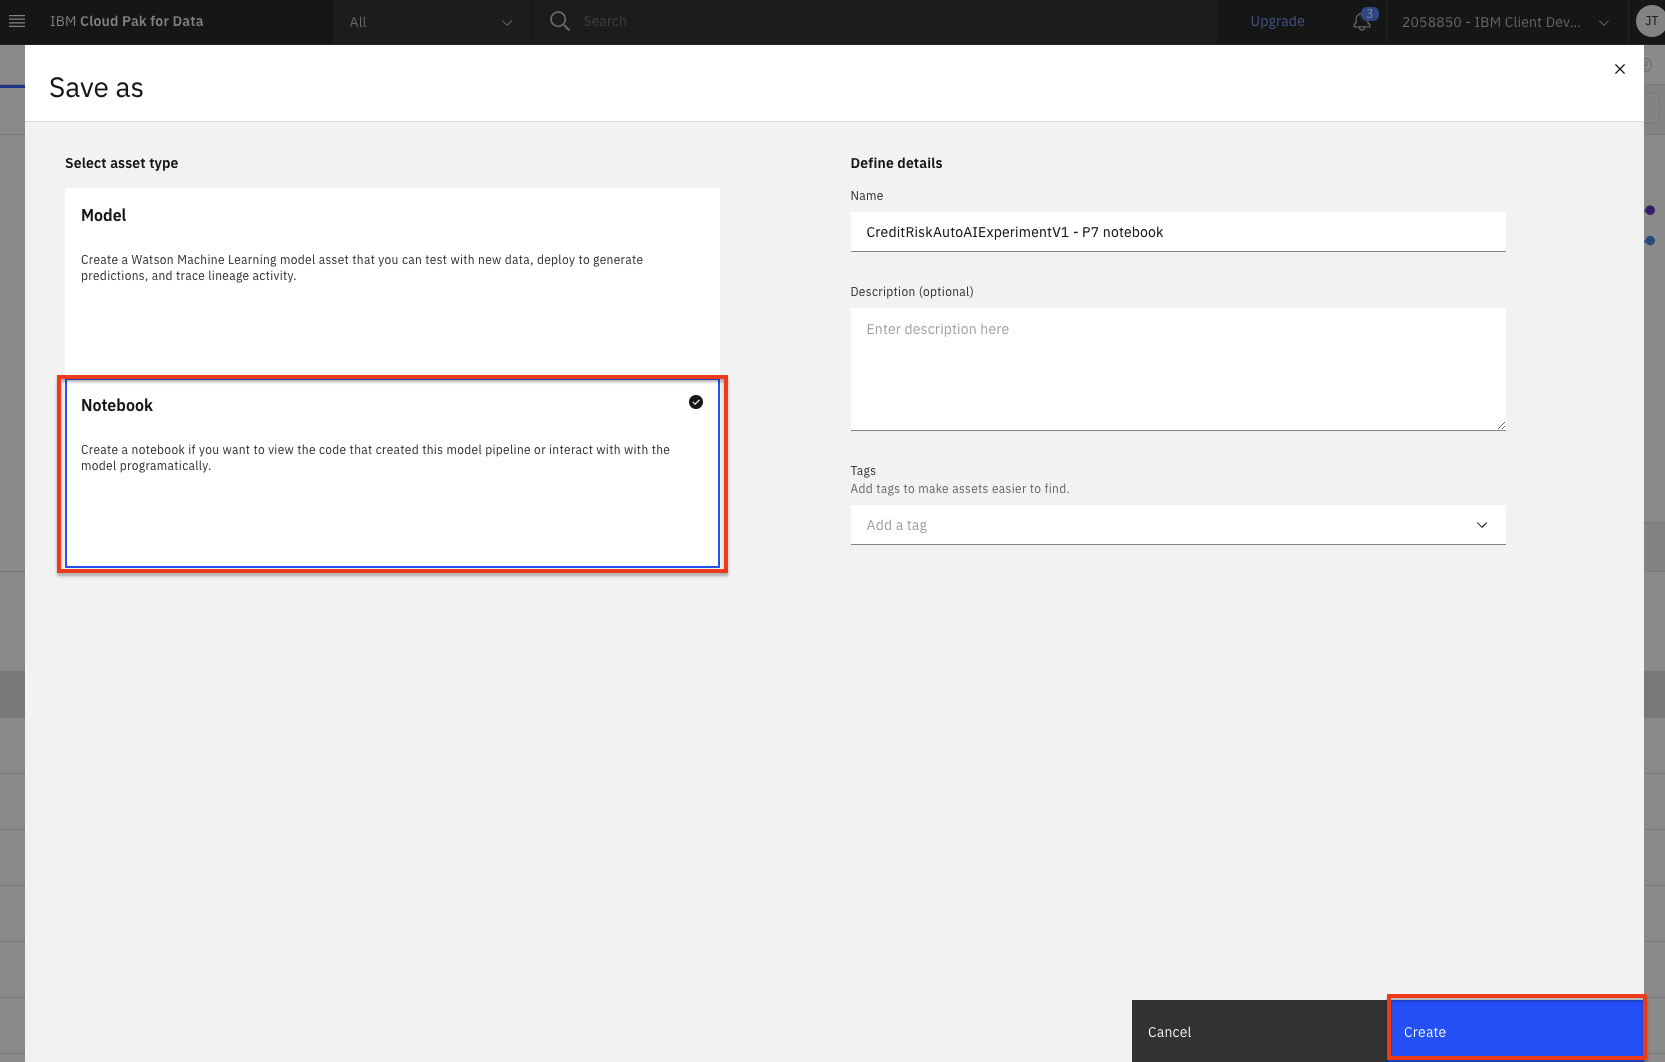 IBM Cloud Pak for Data
All
Search
Upgrade
3
2058850 - IBM Client Dev...
JT
Save as
Select asset type
Model
Create a Watson Machine Learning model asset that you can test with new data, deploy to generate
predictions, and trace lineage activity.
Notebook
Create a notebook if you want to view the code that created this model pipeline or interact with with the
model programatically.
Define details
Name
CreditRiskAutoAIExperimentV1 - P7 notebook
Description (optional)
Enter description here
Tags
Add tags to make assets easier to find.
Add a tag
Cancel
Create